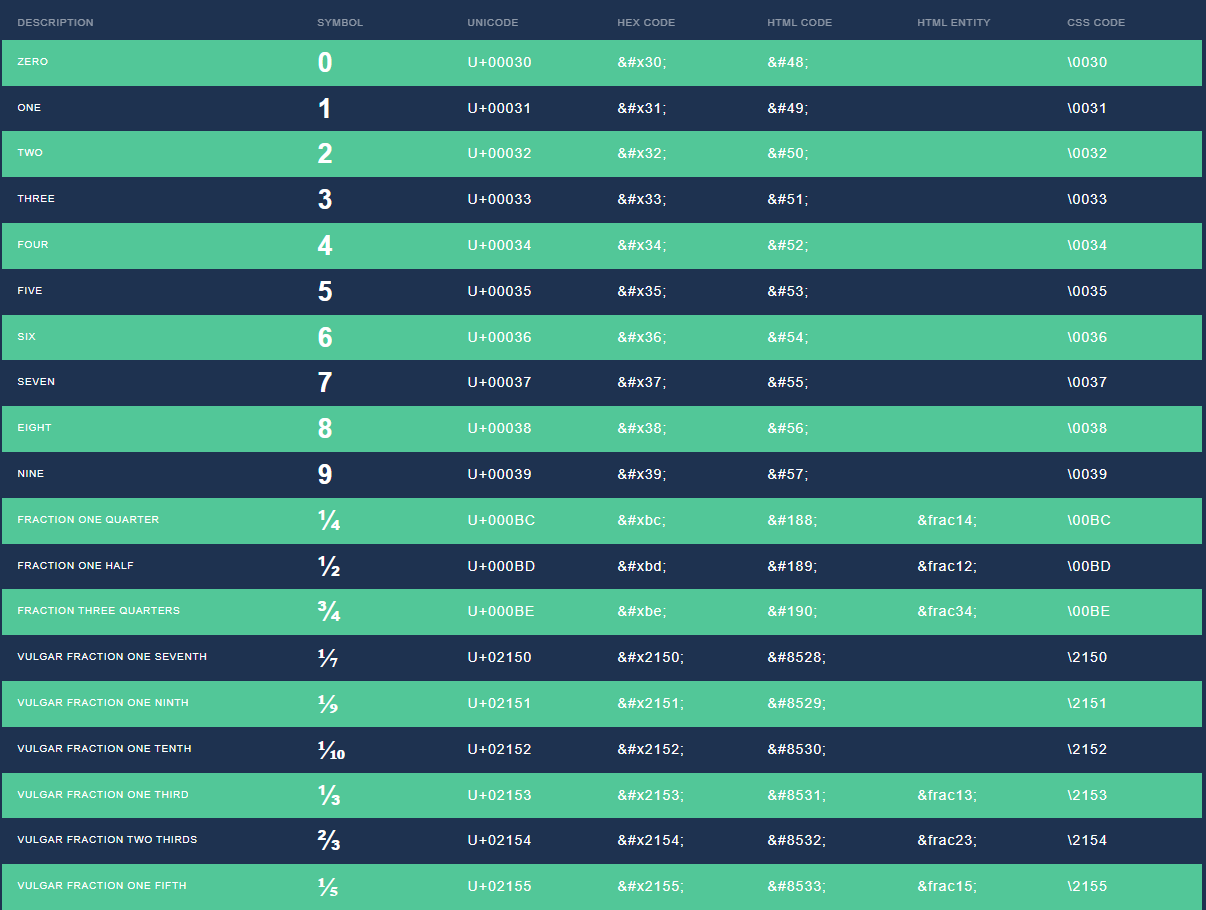 DESCRIPTION SYMBOL UNICODE HEX CODE HTML CODE HTML ENTITY CSS CODE
ZERO 0 U+00030 &#x30; &#48; \0030
ONE 1 U+00031 &#x31; &#49; \0031
TWO 2 U+00032 &#x32; &#50; \0032
THREE 3 U+00033 &#x33; &#51; \0033
FOUR 4 U+00034 &#x34; &#52; \0034
FIVE 5 U+00035 &#x35; &#53; \0035
SIX 6 U+00036 &#x36; &#54; \0036
SEVEN 7 U+00037 &#x37; &#55; \0037
EIGHT 8 U+00038 &#x38; &#56; \0038
NINE 9 U+00039 &#x39; &#57; \0039
FRACTION ONE QUARTER ¼ U+000BC &#xbc; &#188; &frac14; \00BC
FRACTION ONE HALF ½ U+000BD &#xbd; &#189; &frac12; \00BD
FRACTION THREE QUARTERS ¾ U+000BE &#xbe; &#190; &frac34; \00BE
VULGAR FRACTION ONE SEVENTH ⅐ U+02150 &#x2150; &#8528; \2150
VULGAR FRACTION ONE NINTH ⅑ U+02151 &#x2151; &#8529; \2151
VULGAR FRACTION ONE TENTH ⅒ U+02152 &#x2152; &#8530; \2152
VULGAR FRACTION ONE THIRD ⅓ U+02153 &#x2153; &#8531; &frac13; \2153
VULGAR FRACTION TWO THIRDS ⅔ U+02154 &#x2154; &#8532; &frac23; \2154
VULGAR FRACTION ONE FIFTH ⅕ U+02155 &#x2155; &#8533; &frac15; \2155